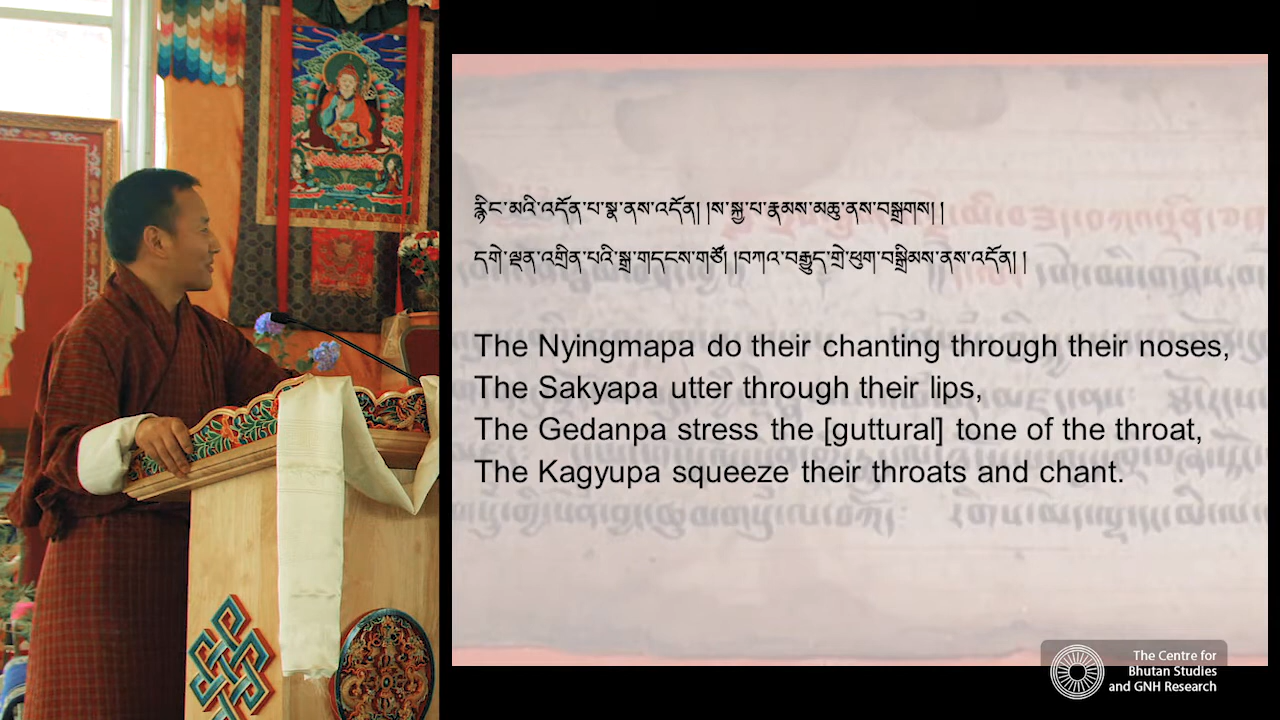 རྙིང་མའི་འདོན་པ་སྣ་ནས་འདོན། །ས་སྐྱ་པ་རྣམས་མཆུ་ནས་བསྒྲགས། །
དགེ་ལྡན་འགྲིན་པའི་སྒྲ་གདངས་གཙོ། །བཀའ་བརྒྱུད་གྲེ་ཕུག་བསྒྲིམས་ནས་འདོན། །
The Nyingmapa do their chanting through their noses,
The Sakyapa utter through their lips,
The Gedanpa stress the [guttural] tone of the throat,
The Kagyupa squeeze their throats and chant.
The Centre for
Bhutan Studies
and GNH Research